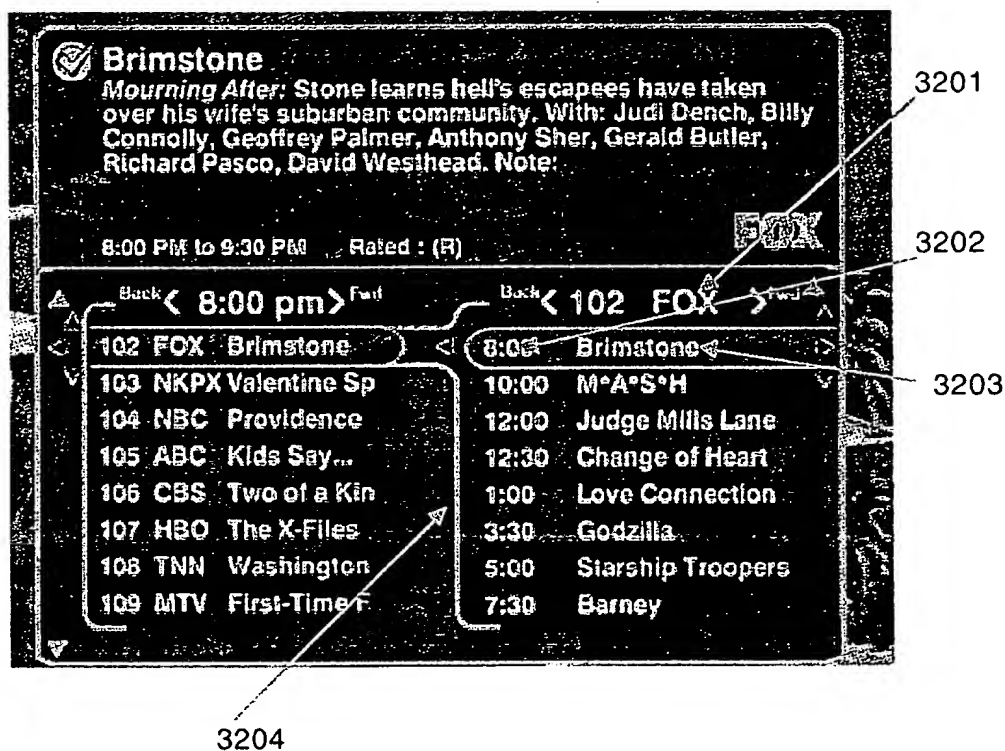 Brimstone
Mourning After: Stone learns hell's escapees have taken
over his wife's suburban community. With: Judi Dench, Billy
Connolly, Geoffrey Palmer, Anthony Sher, Gerald Butler,
Richard Pasco, David Westhead. Note:
FOX
8:00 PM to 9:30 PM Rated : (R)
Back < 8:00 pm > Fwd
102 FOX Brimstone
103 NKPX Valentine Sp
104 NBC Providence
105 ABC Kids Say...
106 CBS Two of a Kin
107 HBO The X-Files
108 TNN Washington
109 MTV First-Time F
Back < 102 FOX > Fwd
8:00 Brimstone
10:00 M*A*S*H
12:00 Judge Mills Lane
12:30 Change of Heart
1:00 Love Connection
3:30 Godzilla
5:00 Starship Troopers
7:30 Barney
3201
3202
3203
3204